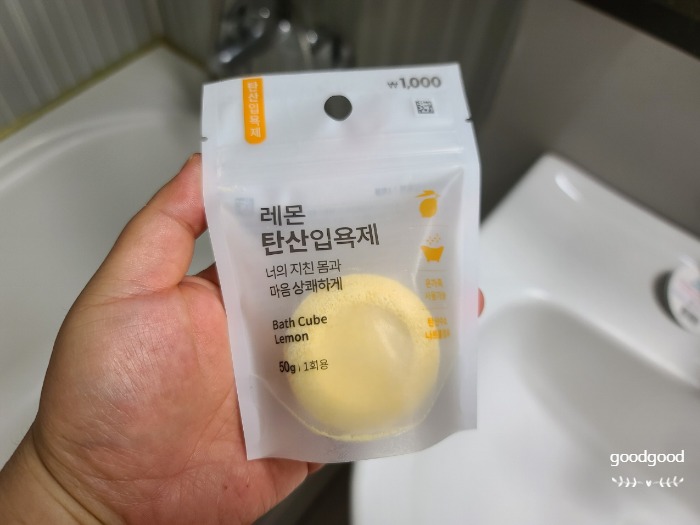 탄산입욕제
₩1,000
레몬
탄산입욕제
너의 지친 몸과
마음 상쾌하게
Bath Cube
Lemon
50g | 1회용
goodgood